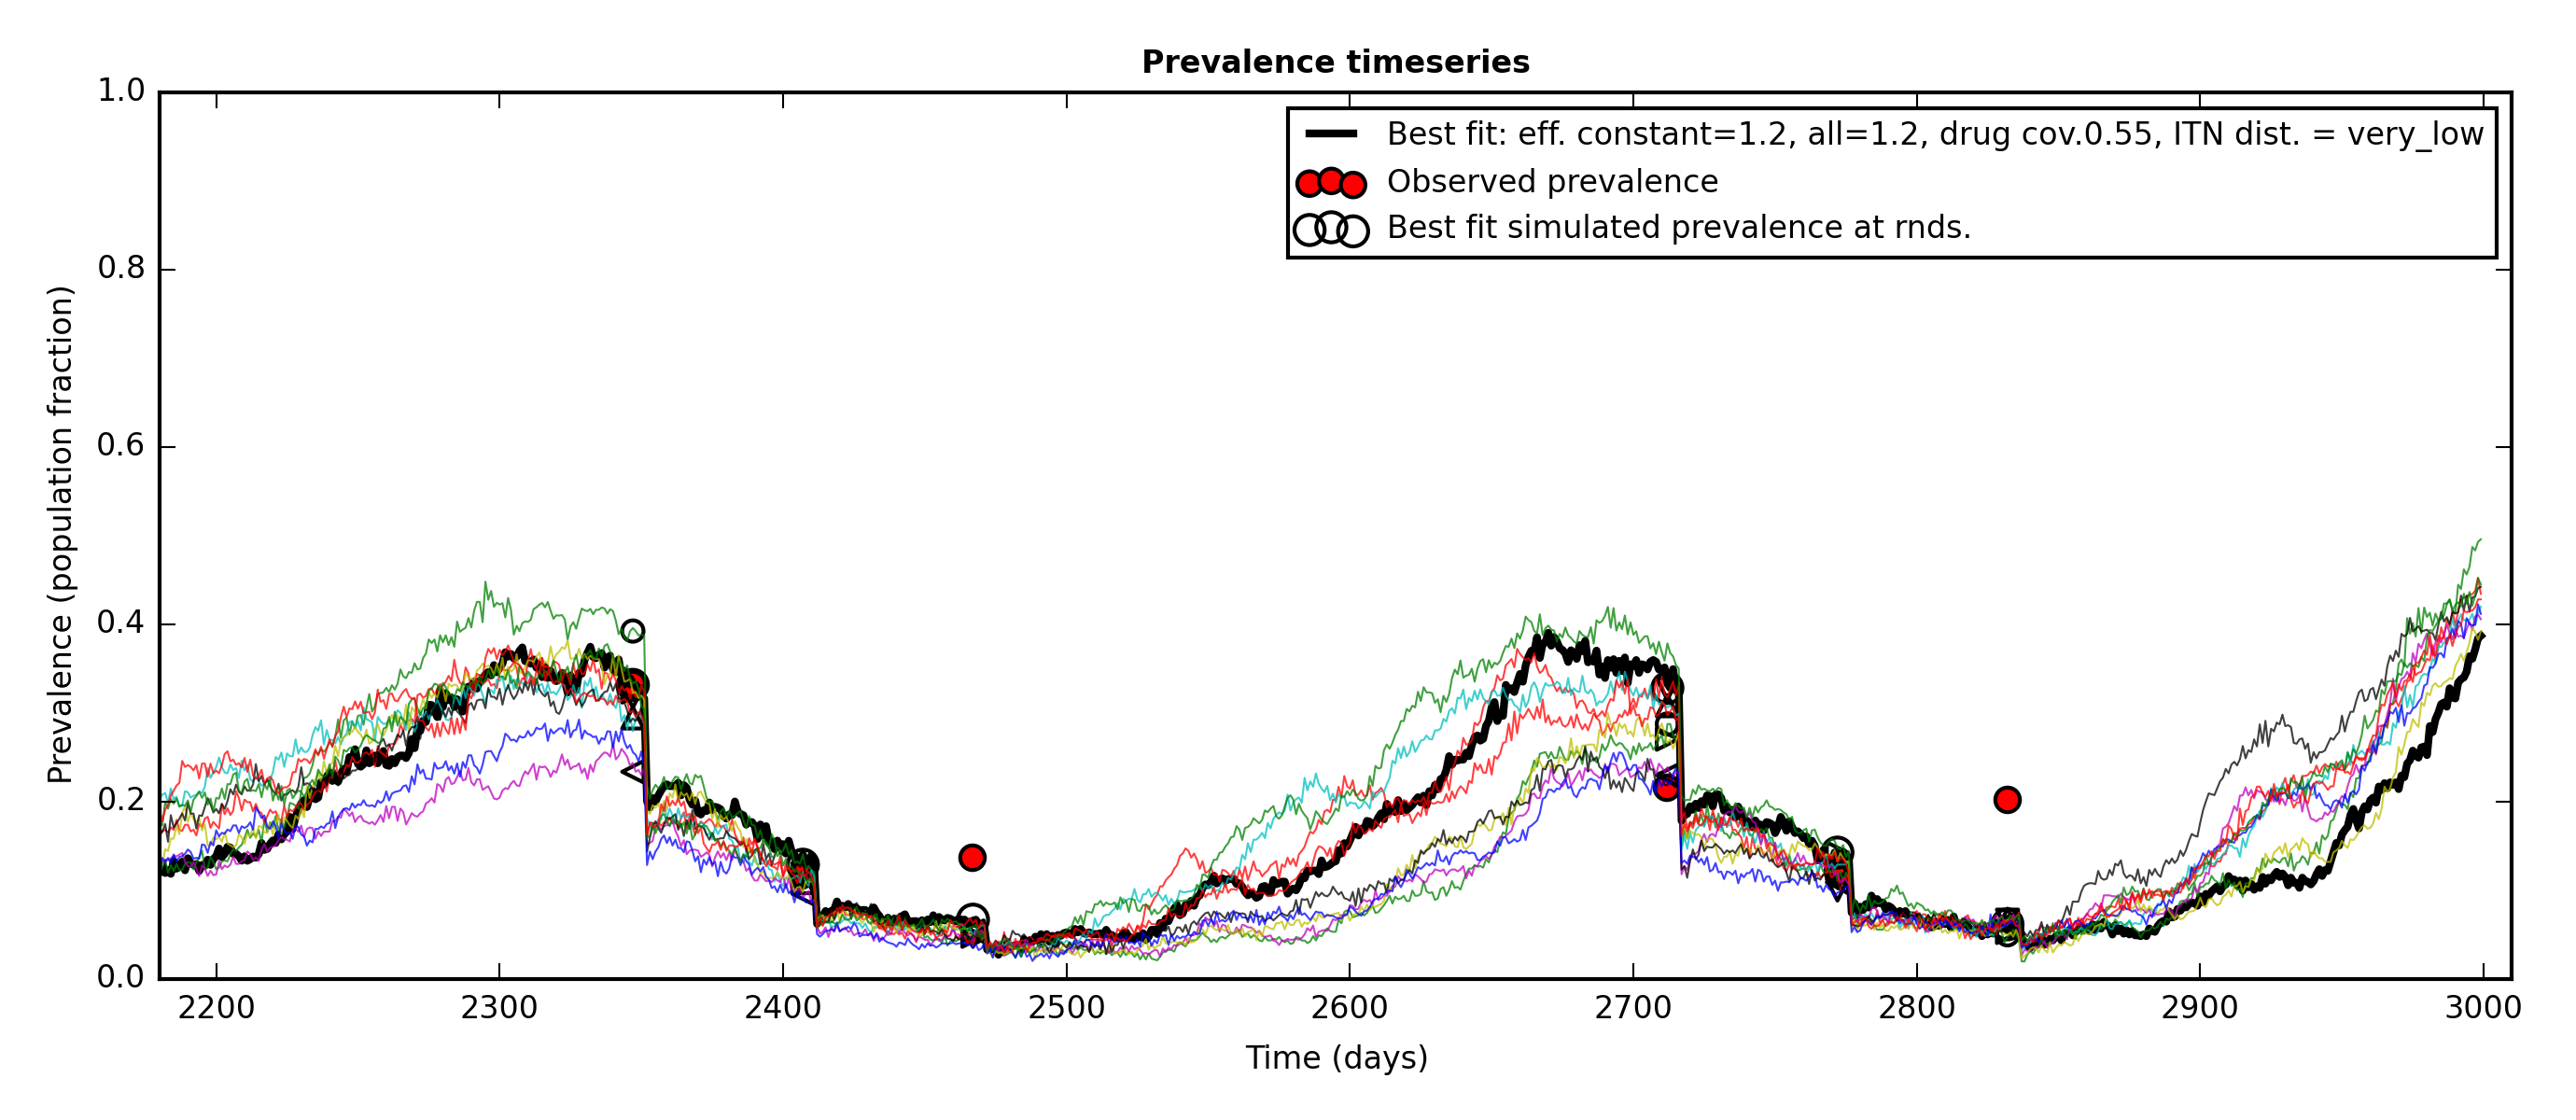 Prevalence timeseries
1.0
0.8
0.6
0.4
0.2
0.0
Prevalence (population fraction)
Best fit: eff. constant=1.2, all=1.2, drug cov.0.55, ITN dist. = very_low
Observed prevalence
Best fit simulated prevalence at rnds.
2200 2300 2400 2500 2600 2700 2800 2900 3000
Time (days)